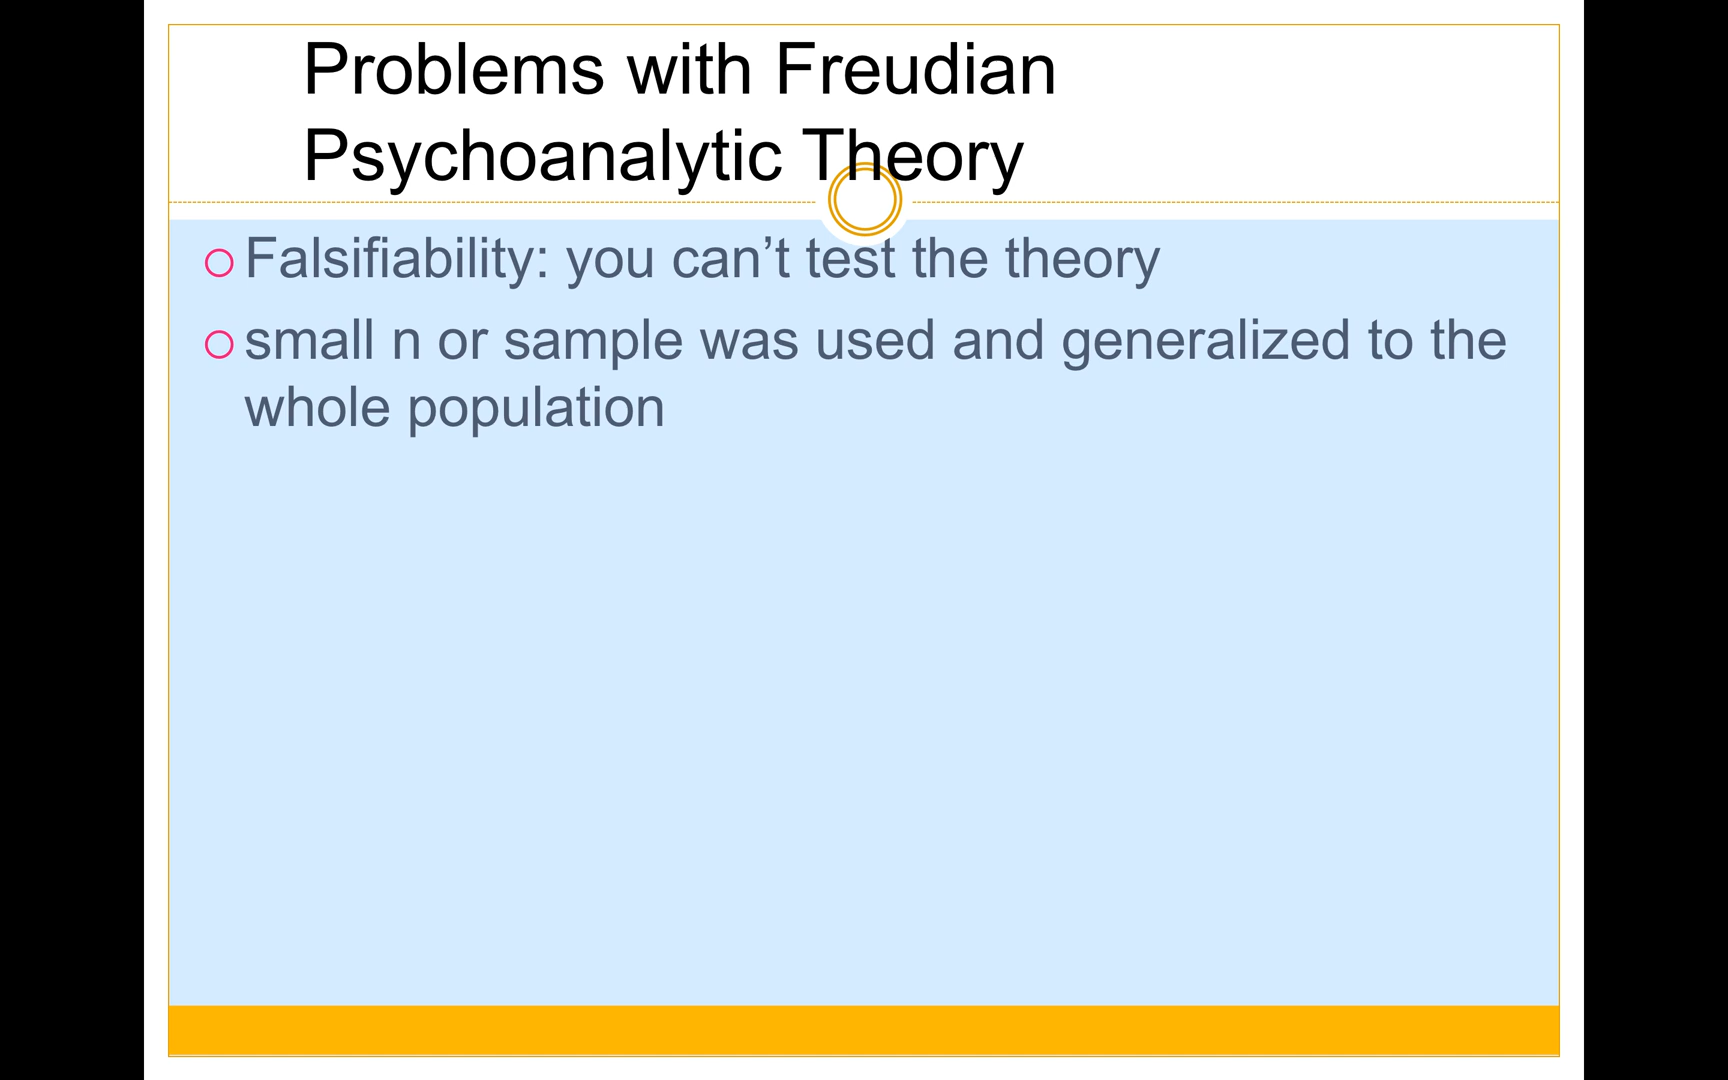 Problems with Freudian
Psychoanalytic Theory
Falsifiability: you can’t test the theory
small n or sample was used and generalized to the
whole population